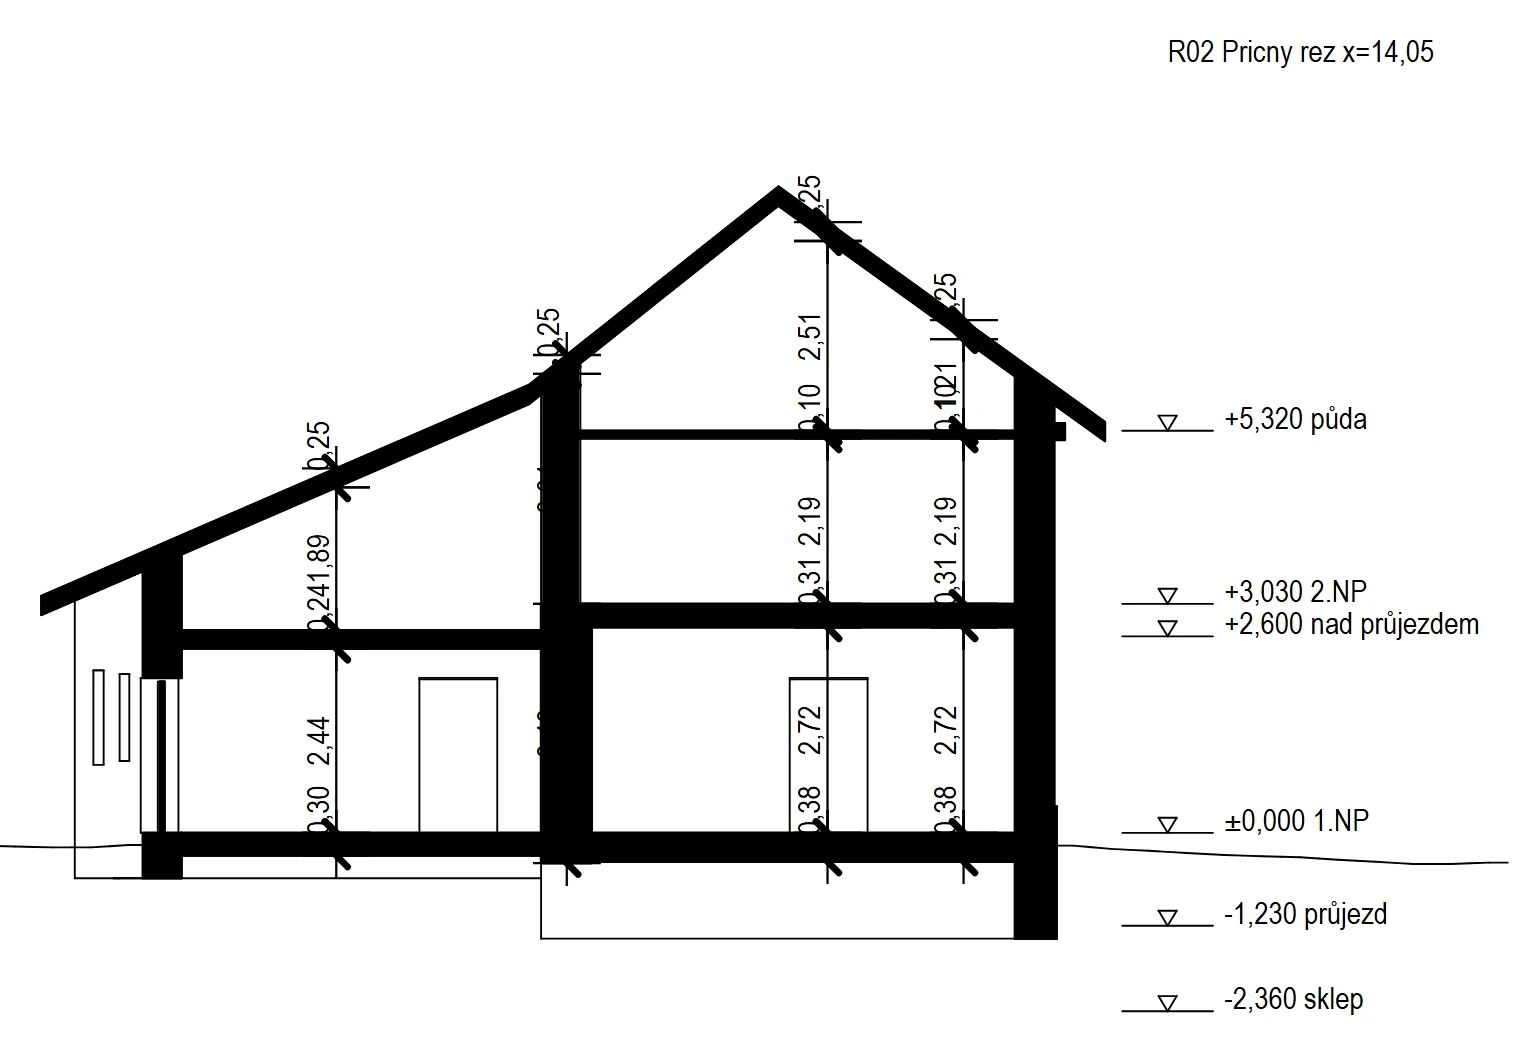 R02 Pricny rez x=14,05
,25
,25
0,25
0,25
2,51
0,10
1,21
0,10
+5,320 půda
1,89
0,24
2,19
0,31
2,19
0,31
+3,030 2.NP
+2,600 nad průjezdem
2,44
0,30
2,72
0,38
2,72
0,38
±0,000 1.NP
-1,230 průjezd
-2,360 sklep